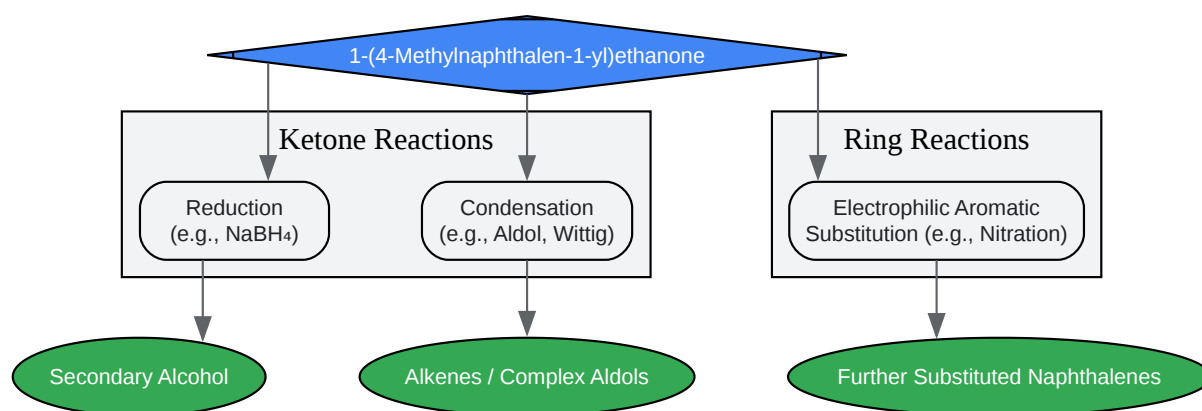 1-(4-Methylnaphthalen-1-yl)ethanone
Ketone Reactions
Ring Reactions
Reduction
(e.g., NaBH₄)
Condensation
(e.g., Aldol, Wittig)
Electrophilic Aromatic
Substitution (e.g., Nitration)
Secondary Alcohol
Alkenes / Complex Aldols
Further Substituted Naphthalenes